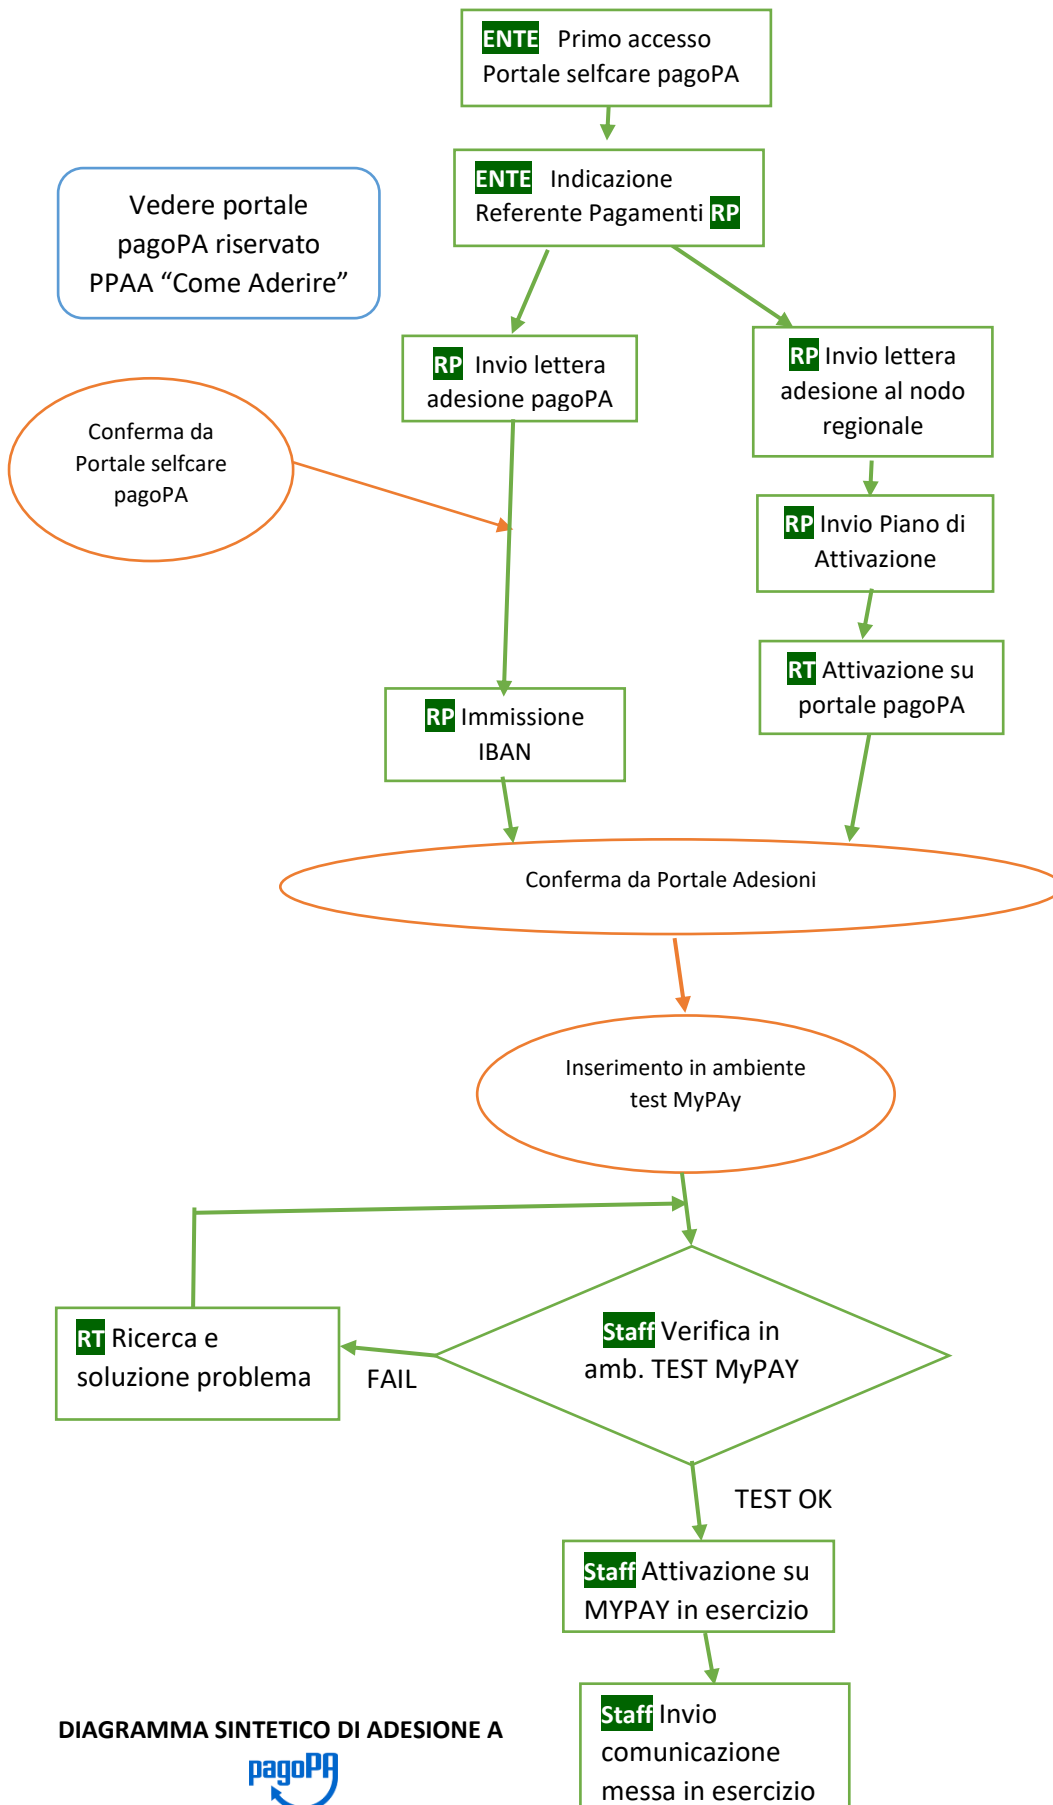 ENTE Primo accesso
Portale selfcare pagoPA
ENTE Indicazione
Referente Pagamenti RP
Vedere portale
pagoPA riservato
PPAA “Come Aderire”
RP Invio lettera
adesione pagoPA
RP Invio lettera
adesione al nodo
regionale
Conferma da
Portale selfcare
pagoPA
RP Invio Piano di
Attivazione
RT Attivazione su
portale pagoPA
RP Immissione
IBAN
Conferma da Portale Adesioni
Inserimento in ambiente
test MyPAy
Staff Verifica in
amb. TEST MyPAY
RT Ricerca e
soluzione problema
FAIL
TEST OK
Staff Attivazione su
MYPAY in esercizio
Staff Invio
comunicazione
messa in esercizio
DIAGRAMMA SINTETICO DI ADESIONE A
pagoPA